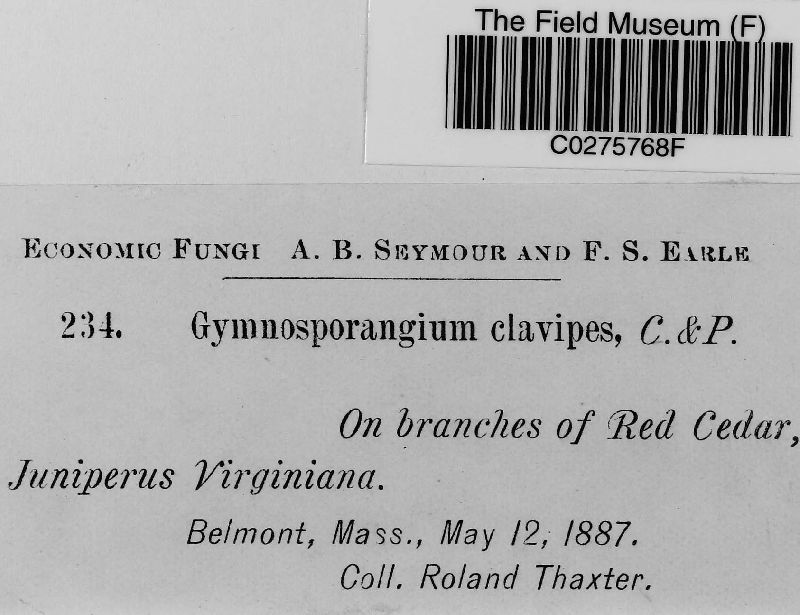 The Field Museum (F)
C0275768F
ECONOMIC FUNGI A. B. SEYMOUR AND F. S. EARLE
234. Gymnosporangium clavipes, C. & P.
On branches of Red Cedar,
Juniperus Virginiana.
Belmont, Mass., May 12, 1887.
Coll. Roland Thaxter.